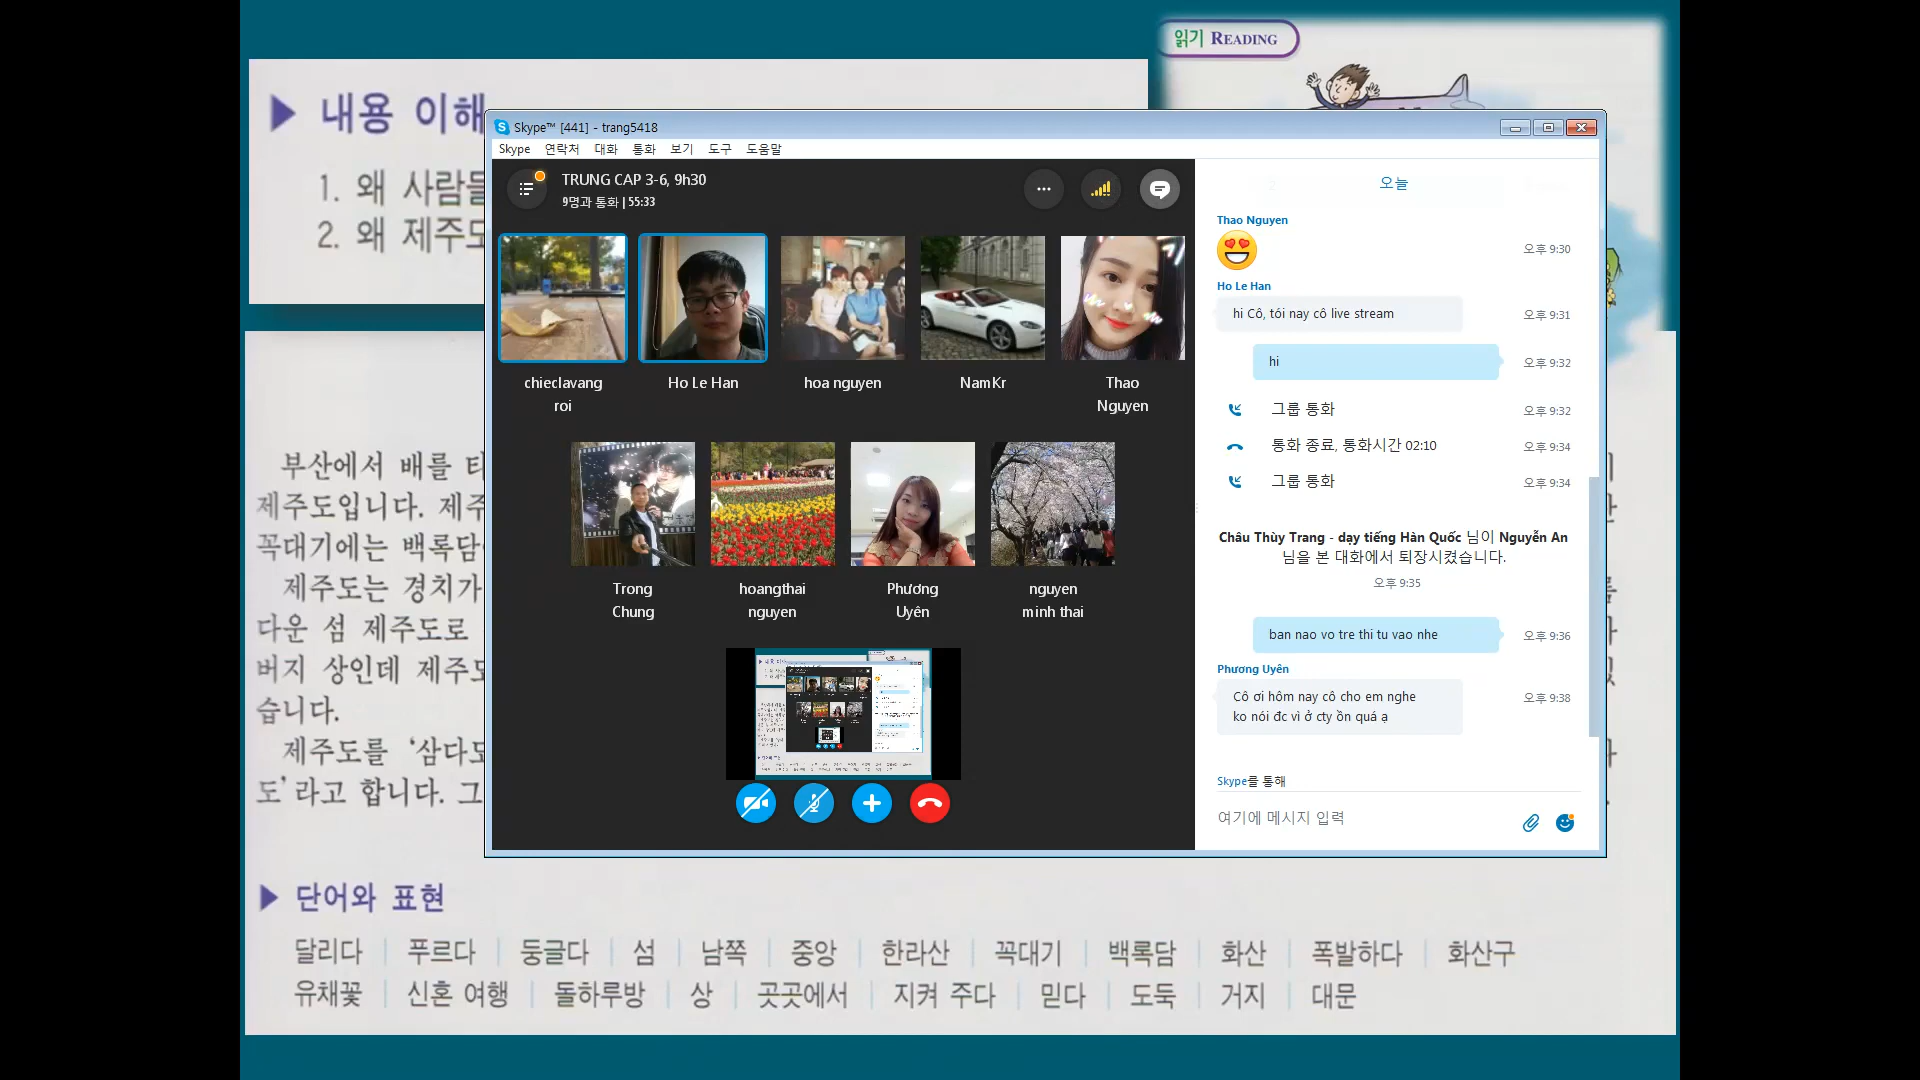 읽기 READING
내용 이해
1. 왜 사람들
2. 왜 제주도
Skype™ [441] - trang5418
Skype 연락처 대화 통화 보기 도구 도움말
TRUNG CAP 3-6, 9h30
9명과 통화 | 55:33
chieclavang
roi
Ho Le Han
hoa nguyen
NamKr
Thao
Nguyen
Trong
Chung
hoangthai
nguyen
Phương
Uyên
nguyen
minh thai
오늘
Thao Nguyen
오후 9:30
Ho Le Han
hi Cô, tói nay cô live stream
오후 9:31
hi
오후 9:32
그룹 통화
오후 9:32
통화 종료, 통화시간 02:10
오후 9:34
그룹 통화
오후 9:34
Châu Thùy Trang - dạy tiếng Hàn Quốc 님이 Nguyễn An
님을 본 대화에서 퇴장시켰습니다.
오후 9:35
ban nao vo tre thi tu vao nhe
오후 9:36
Phương Uyên
Cô ơi hôm nay cô cho em nghe
ko nói đc vì ở cty ồn quá ạ
오후 9:38
Skype를 통해
여기에 메시지 입력
부산에서 배를 타
제주도입니다. 제주
꼭대기에는 백록담
제주도는 경치가
다운 섬 제주도로
버지 상인데 제주도
습니다.
제주도를 ‘삼다도
도’라고 합니다. 그
단어와 표현
달리다 | 푸르다 | 둥글다 | 섬 | 남쪽 | 중앙 | 한라산 | 꼭대기 | 백록담 | 화산 | 폭발하다 | 화산구
유채꽃 | 신혼 여행 | 돌하루방 | 상 | 곳곳에서 | 지켜 주다 | 믿다 | 도둑 | 거지 | 대문